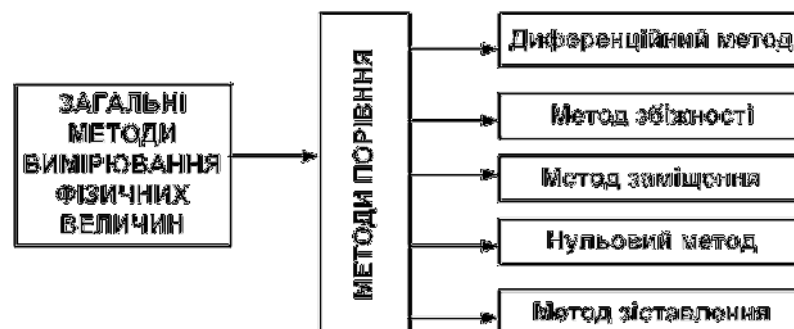 ЗАГАЛЬНІ
МЕТОДИ
ВИМІРЮВАННЯ
ФІЗИЧНИХ
ВЕЛИЧИН
МЕТОДИ ПОРІВННЯ
Диференційний метод
Метод збіжності
Метод заміщення
Нульовий метод
Метод зіставлення